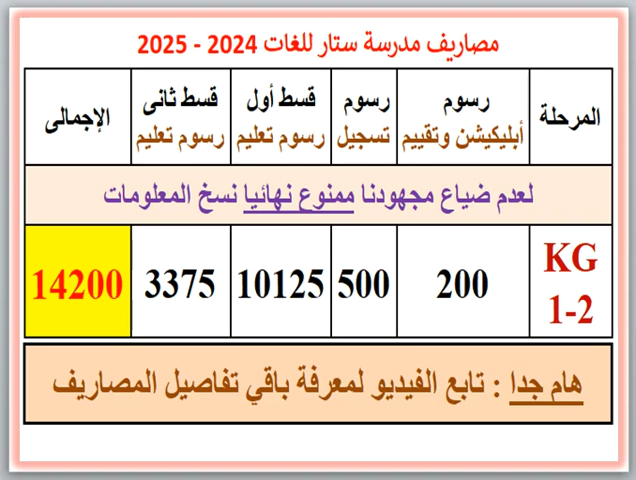 مصاريف مدرسة ستار للغات 2024 - 2025
المرحلة
رسوم
أبليكيشن وتقييم
رسوم
تسجيل
قسط أول
رسوم تعليم
قسط ثانى
رسوم تعليم
الإجمالى
لعدم ضياع مجهودنا ممنوع نهائيا نسخ المعلومات
KG
1-2
200
500
10125
3375
14200
هام جدا : تابع الفيديو لمعرفة باقي تفاصيل المصاريف